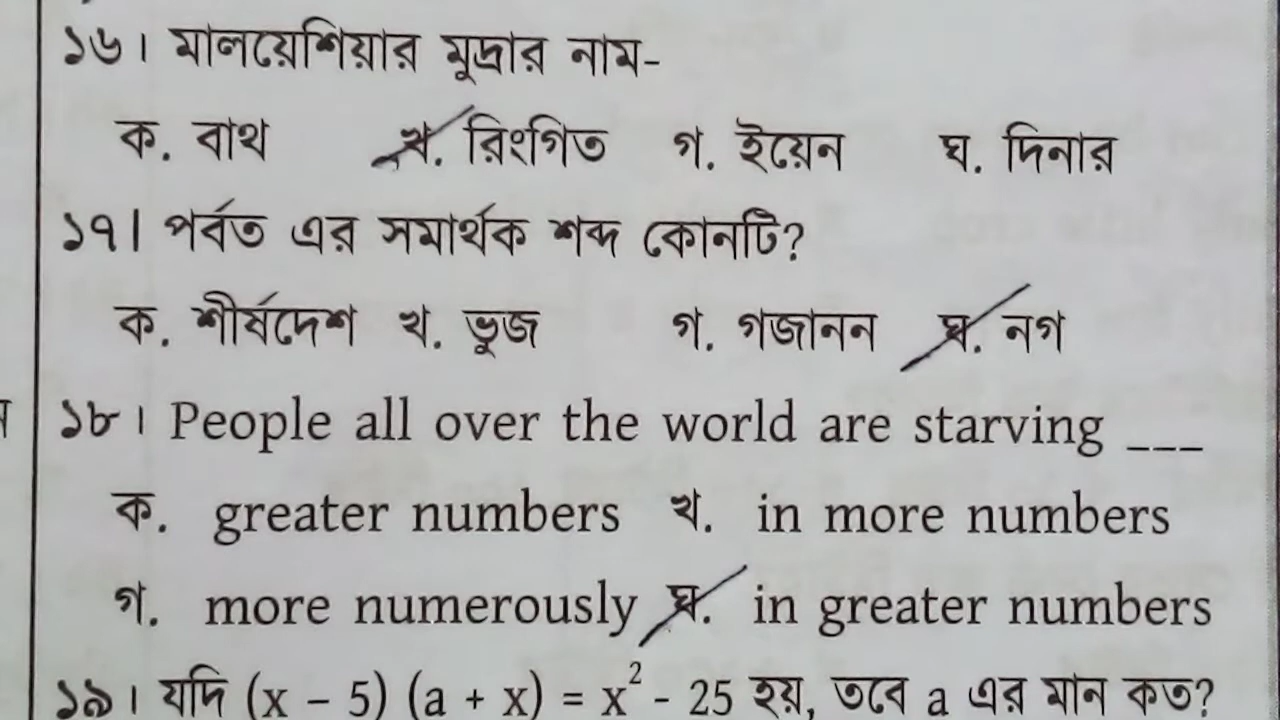 ১৬। মালয়েশিয়ার মুদ্রার নাম-
ক. বাথ খ. রিংগিত গ. ইয়েন ঘ. দিনার
১৭। পর্বত এর সমার্থক শব্দ কোনটি?
ক. শীর্ষদেশ খ. ভুজ গ. গজানন ঘ. নগ
১৮। People all over the world are starving ___
ক. greater numbers খ. in more numbers
গ. more numerously ঘ. in greater numbers
১৯। যদি (x – 5) (a + x) = x² - 25 হয়, তবে a এর মান কত?